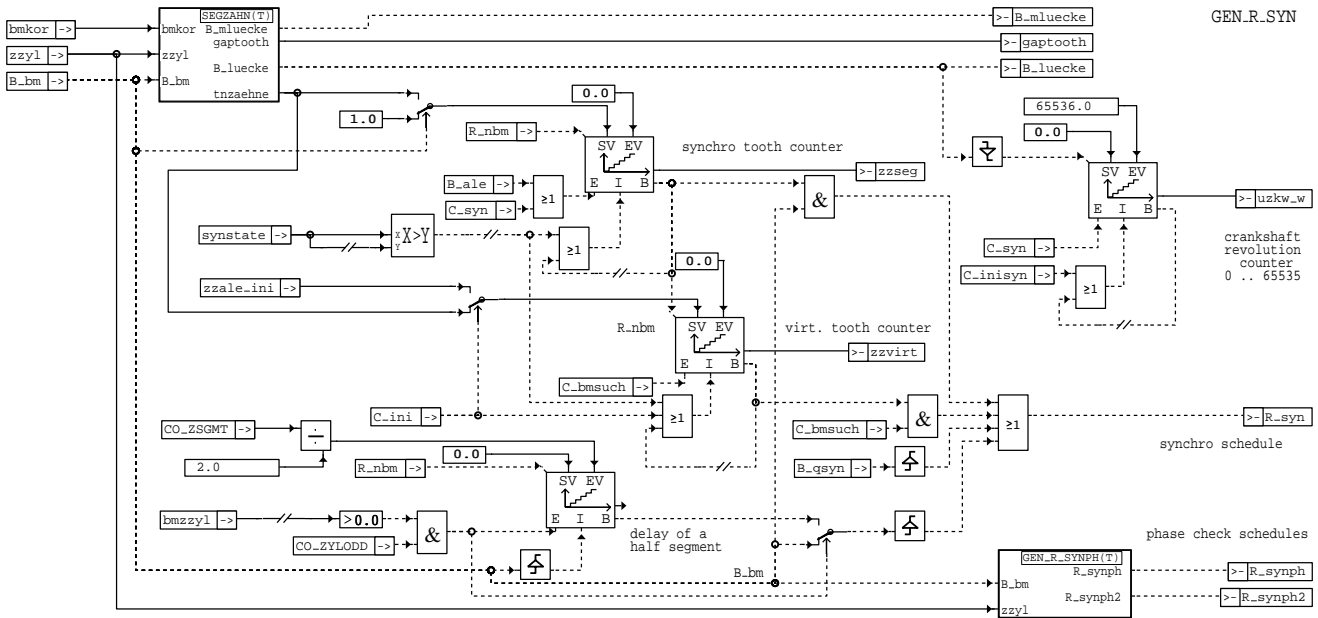 GEN_R_SYN
bmkor ->
zzyl ->
B_bm ->
SEGZAHN(T)
bmkor
B_mluecke
gaptooth
zzyl
B_luecke
B_bm
tnzaehne
>- B_mluecke
>- gaptooth
>- B_luecke
1.0
0.0
R_nbm ->
SV EV
E I B
synchro tooth counter
>- zzseg
B_ale ->
C_syn ->
≥1
&
65536.0
0.0
SV EV
E I B
>- uzkw_w
crankshaft
revolution
counter
0 .. 65535
C_syn ->
C_inisyn ->
≥1
synstate ->
X
Y
X>Y
≥1
0.0
zzale_ini ->
R_nbm
SV EV
E I B
virt. tooth counter
>- zzvirt
C_bmsuch ->
C_ini ->
≥1
C_bmsuch ->
&
≥1
>- R_syn
synchro schedule
B_qsyn ->
CO_ZSGMT ->
÷
2.0
0.0
R_nbm ->
SV EV
E I B
delay of a
half segment
bmzzyl ->
>0.0
CO_ZYLODD ->
&
B_bm
phase check schedules
GEN_R_SYNPH(T)
R_synph
B_bm
R_synph2
zzyl
>- R_synph
>- R_synph2